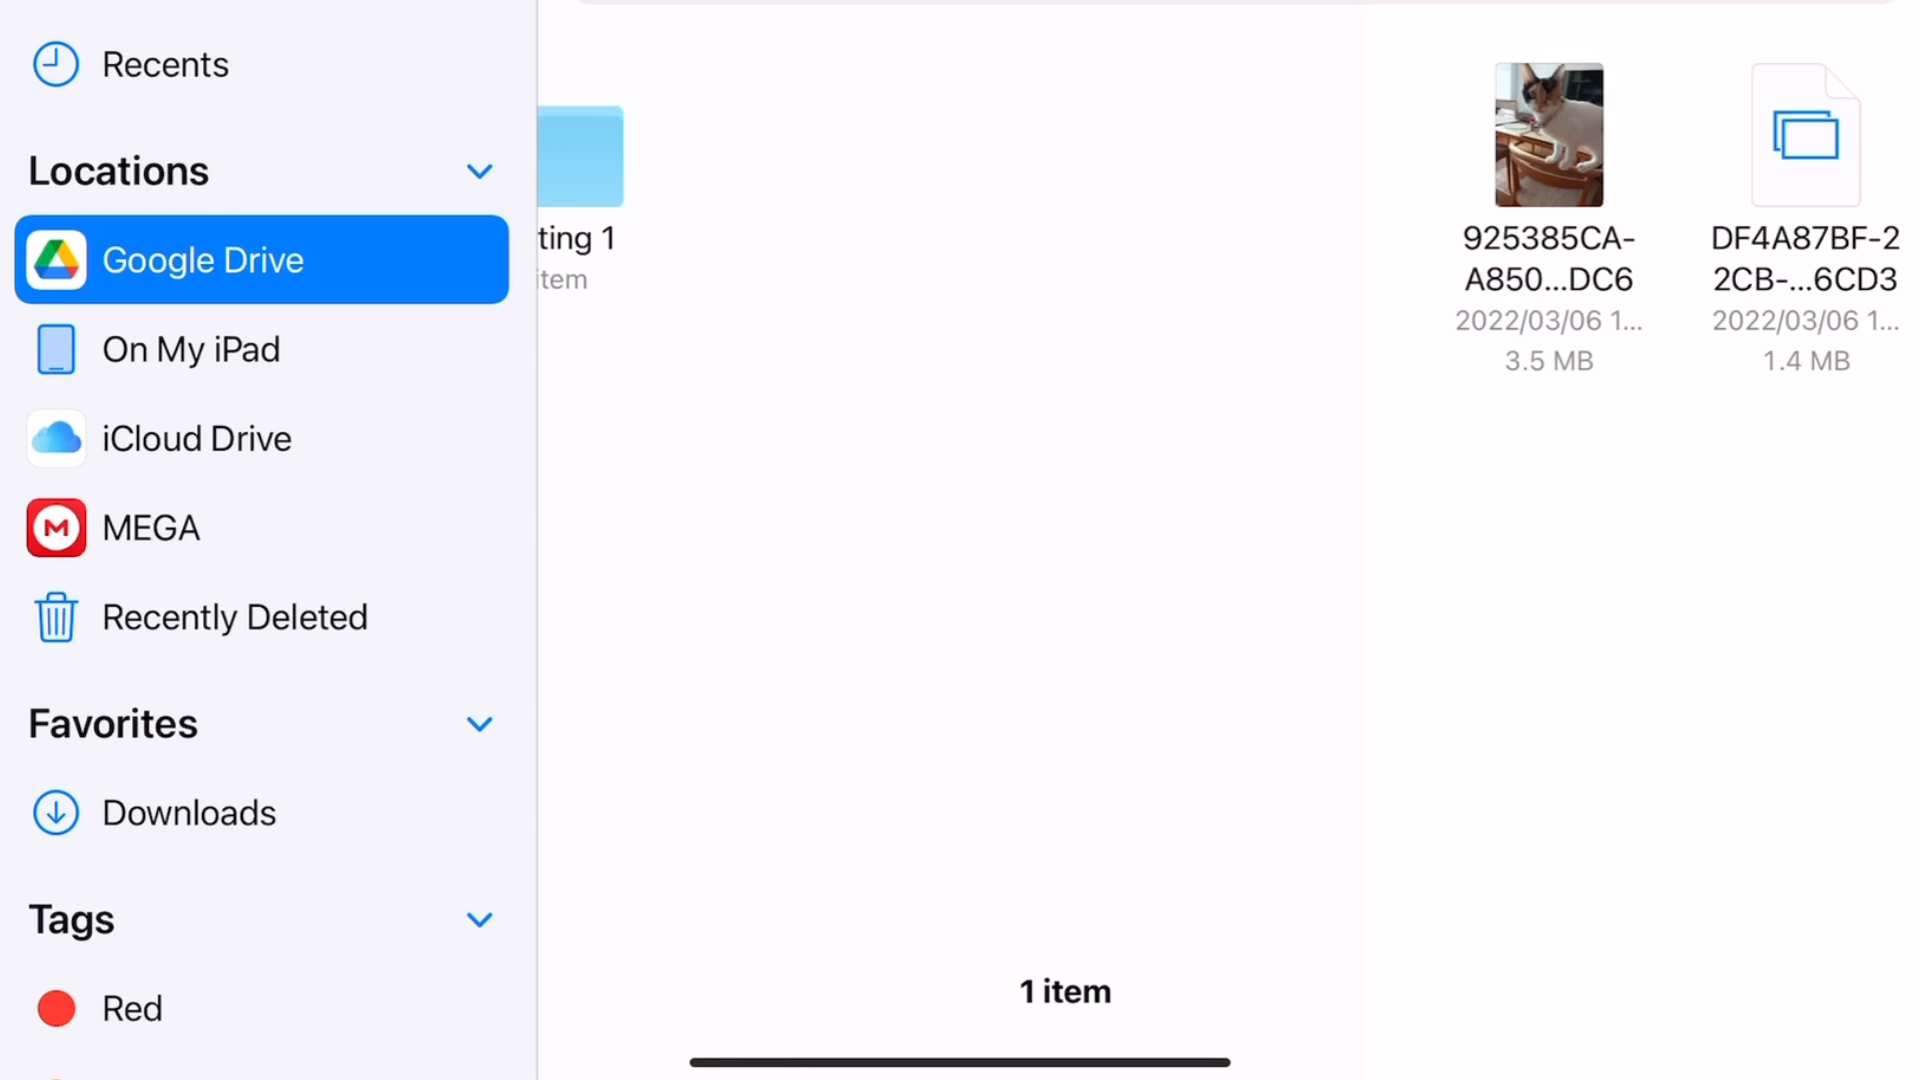 Recents
Locations
Google Drive
On My iPad
iCloud Drive
MEGA
Recently Deleted
Favorites
Downloads
Tags
Red
ting 1
item
925385CA-
A850...DC6
2022/03/06 1...
3.5 MB
DF4A87BF-2
2CB-...6CD3
2022/03/06 1...
1.4 MB
1 item